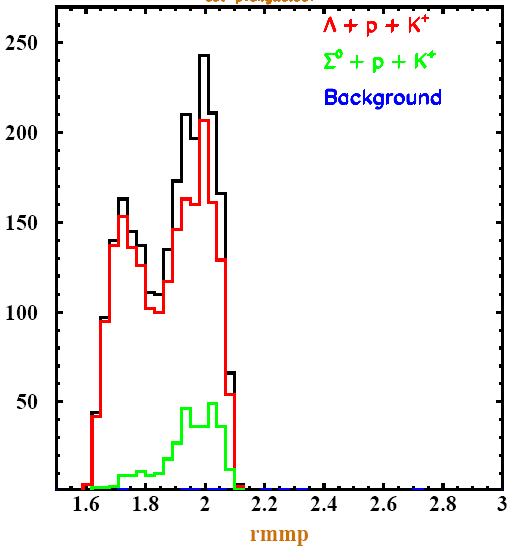 Λ + p + K⁺
Σ⁰ + p + K⁺
Background
250
200
150
100
50
1.6 1.8 2 2.2 2.4 2.6 2.8 3
rmmp